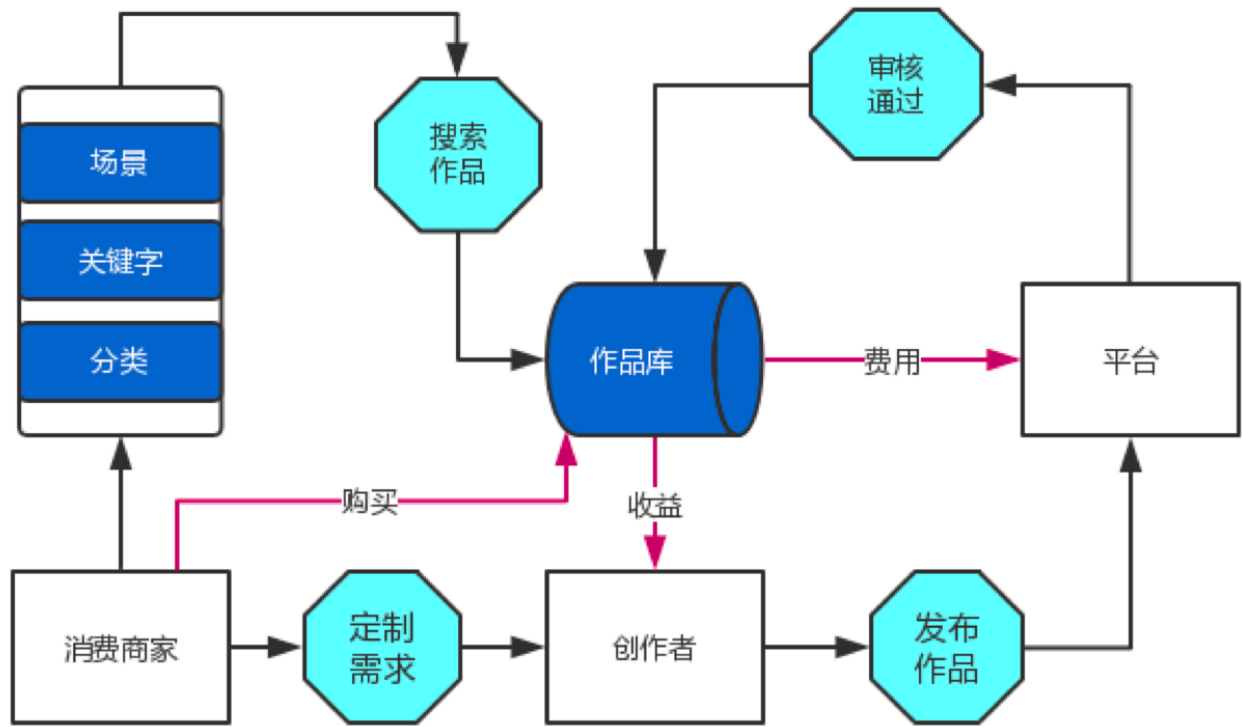 审核
通过
搜索
作品
场景
关键字
分类
作品库
费用
平台
购买
收益
消费商家
定制
需求
创作者
发布
作品